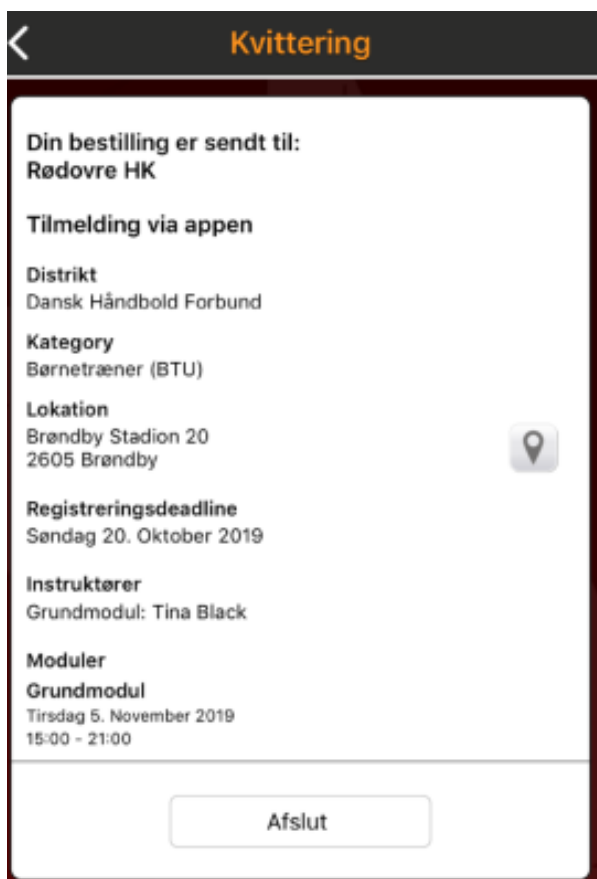 Kvittering
Din bestilling er sendt til:
Rødovre HK
Tilmelding via appen
Distrikt
Dansk Håndbold Forbund
Kategory
Børnetræner (BTU)
Lokation
Brøndby Stadion 20
2605 Brøndby
Registreringsdeadline
Søndag 20. Oktober 2019
Instruktører
Grundmodul: Tina Black
Moduler
Grundmodul
Tirsdag 5. November 2019
15:00 - 21:00
Afslut